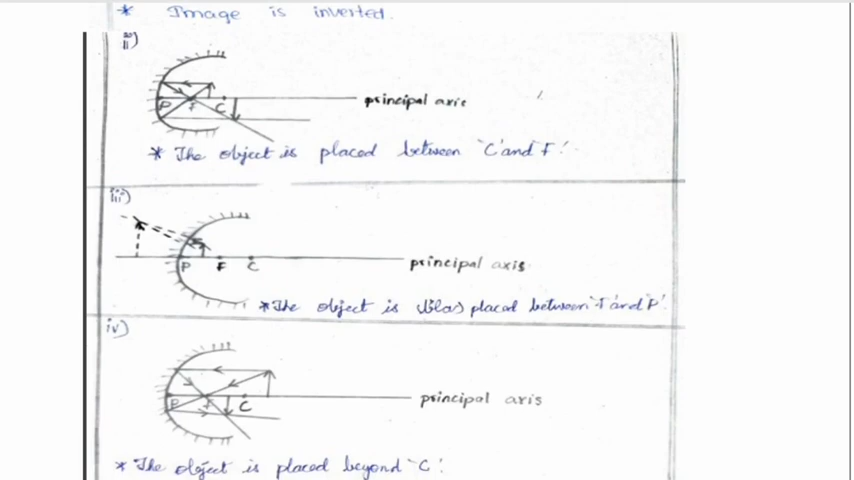 * Image is inverted.
ii)
P F C principal axis
* The object is placed between 'C' and 'F'.
iii)
P F C principal axis
* The object is placed between 'F' and 'P'.
iv)
P F C principal axis
* The object is placed beyond 'C'.